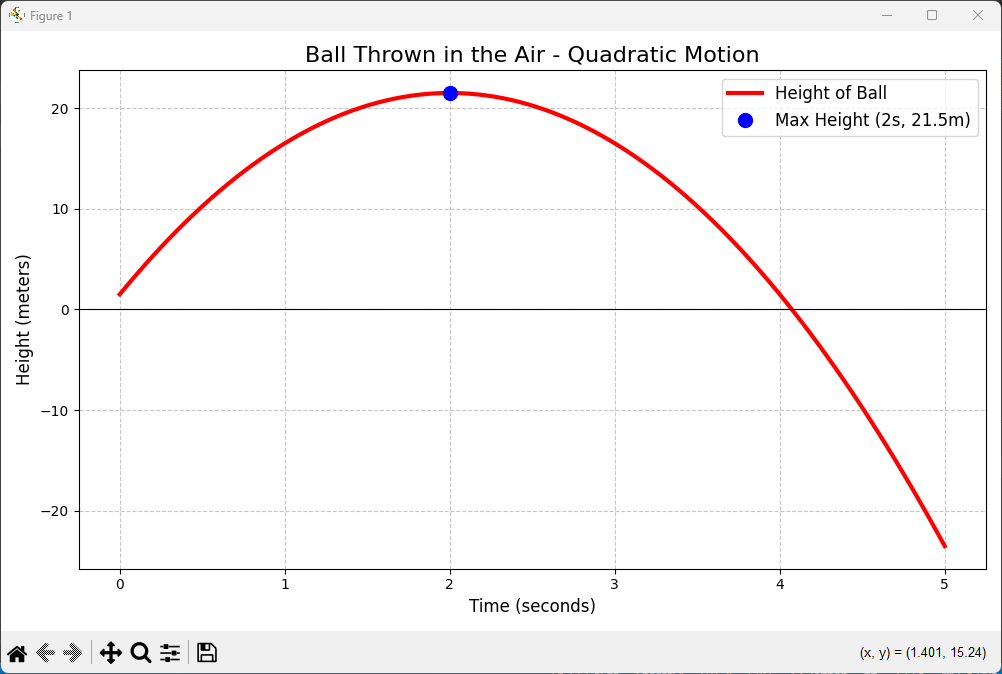 Figure 1
Ball Thrown in the Air - Quadratic Motion
Height of Ball
Max Height (2s, 21.5m)
20
10
0
−10
−20
Height (meters)
0 1 2 3 4 5
Time (seconds)
(x, y) = (1.401, 15.24)